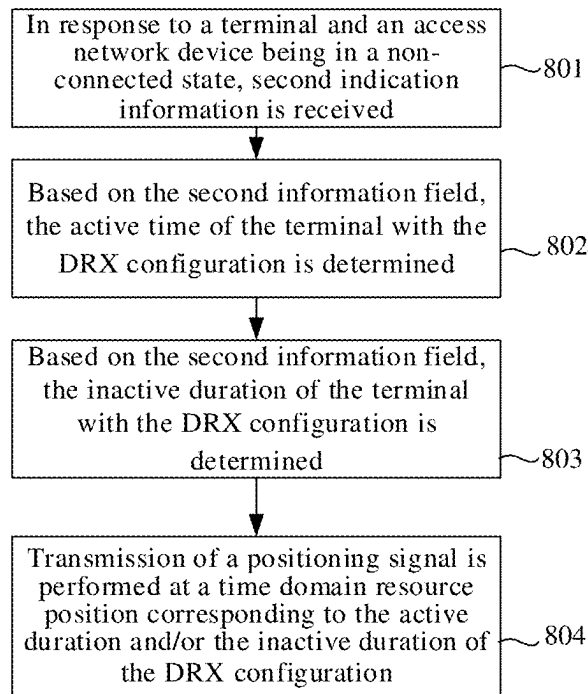 In response to a terminal and an access
network device being in a non-
connected state, second indication
information is received
801
Based on the second information field,
the active time of the terminal with the
DRX configuration is determined
802
Based on the second information field,
the inactive duration of the terminal
with the DRX configuration is
determined
803
Transmission of a positioning signal is
performed at a time domain resource
position corresponding to the active
duration and/or the inactive duration of
the DRX configuration
804